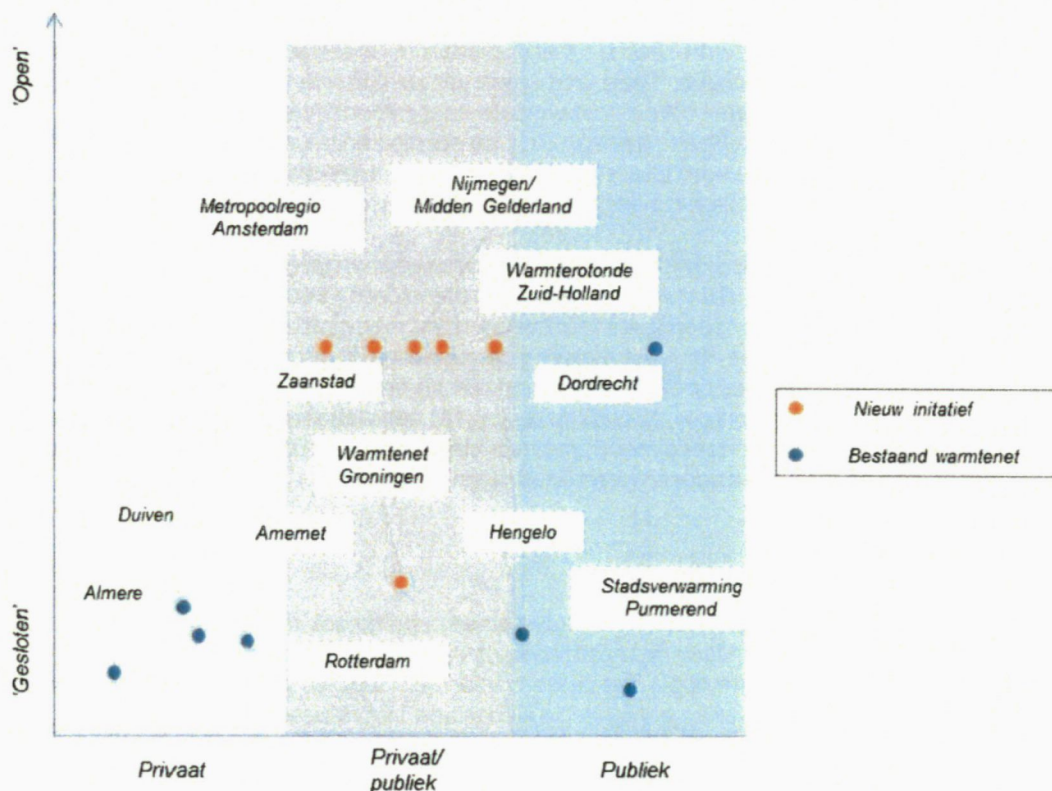 'Open'
Nijmegen/
Midden Gelderland
Metropoolregio
Amsterdam
Warmterotonde
Zuid-Holland
Zaanstad
Dordrecht
Nieuw initatief
Bestaand warmtenet
Warmtenet
Groningen
Duiven
Amernet
Hengelo
Almere
Stadsverwarming
Purmerend
'Gesloten'
Rotterdam
Privaat
Privaat/
publiek
Publiek